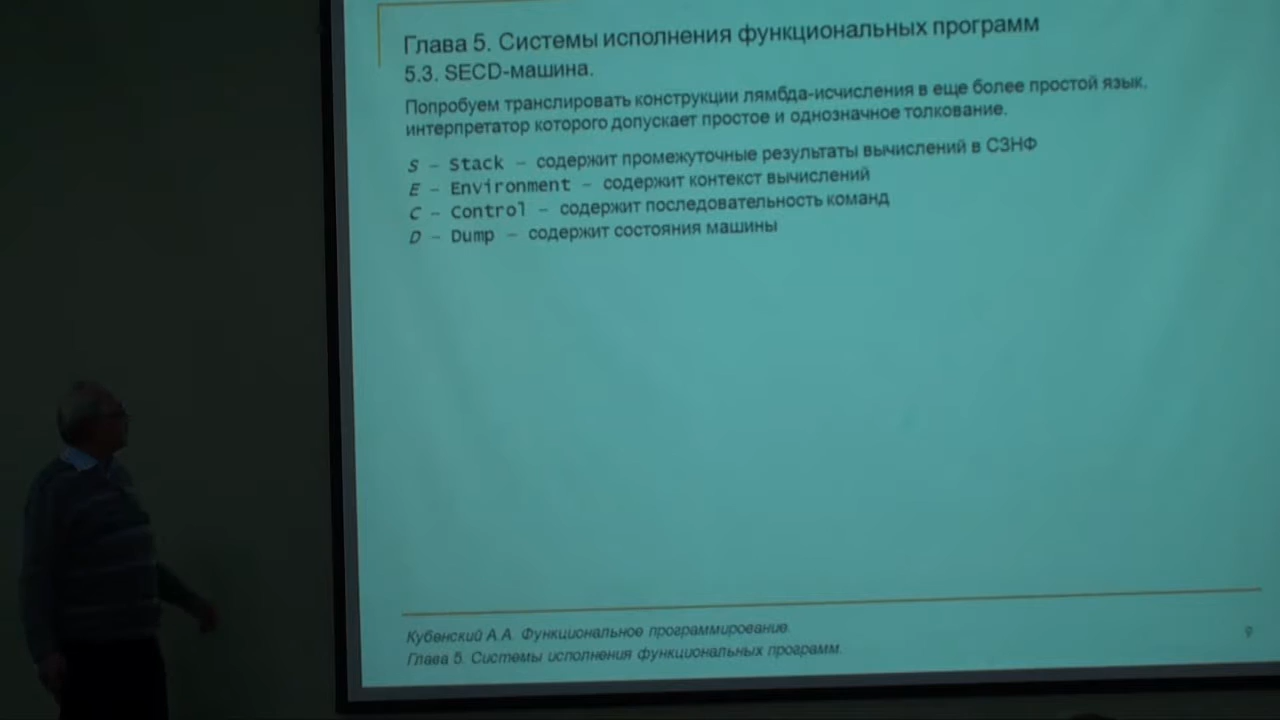 Глава 5. Системы исполнения функциональных программ
5.3. SECD-машина.
Попробуем транслировать конструкции лямбда-исчисления в еще более простой язык,
интерпретатор которого допускает простое и однозначное толкование.
S – Stack – содержит промежуточные результаты вычислений в СЗНФ
E – Environment – содержит контекст вычислений
C – Control – содержит последовательность команд
D – Dump – содержит состояния машины
Кубенский А.А. Функциональное программирование.
Глава 5. Системы исполнения функциональных программ.
9